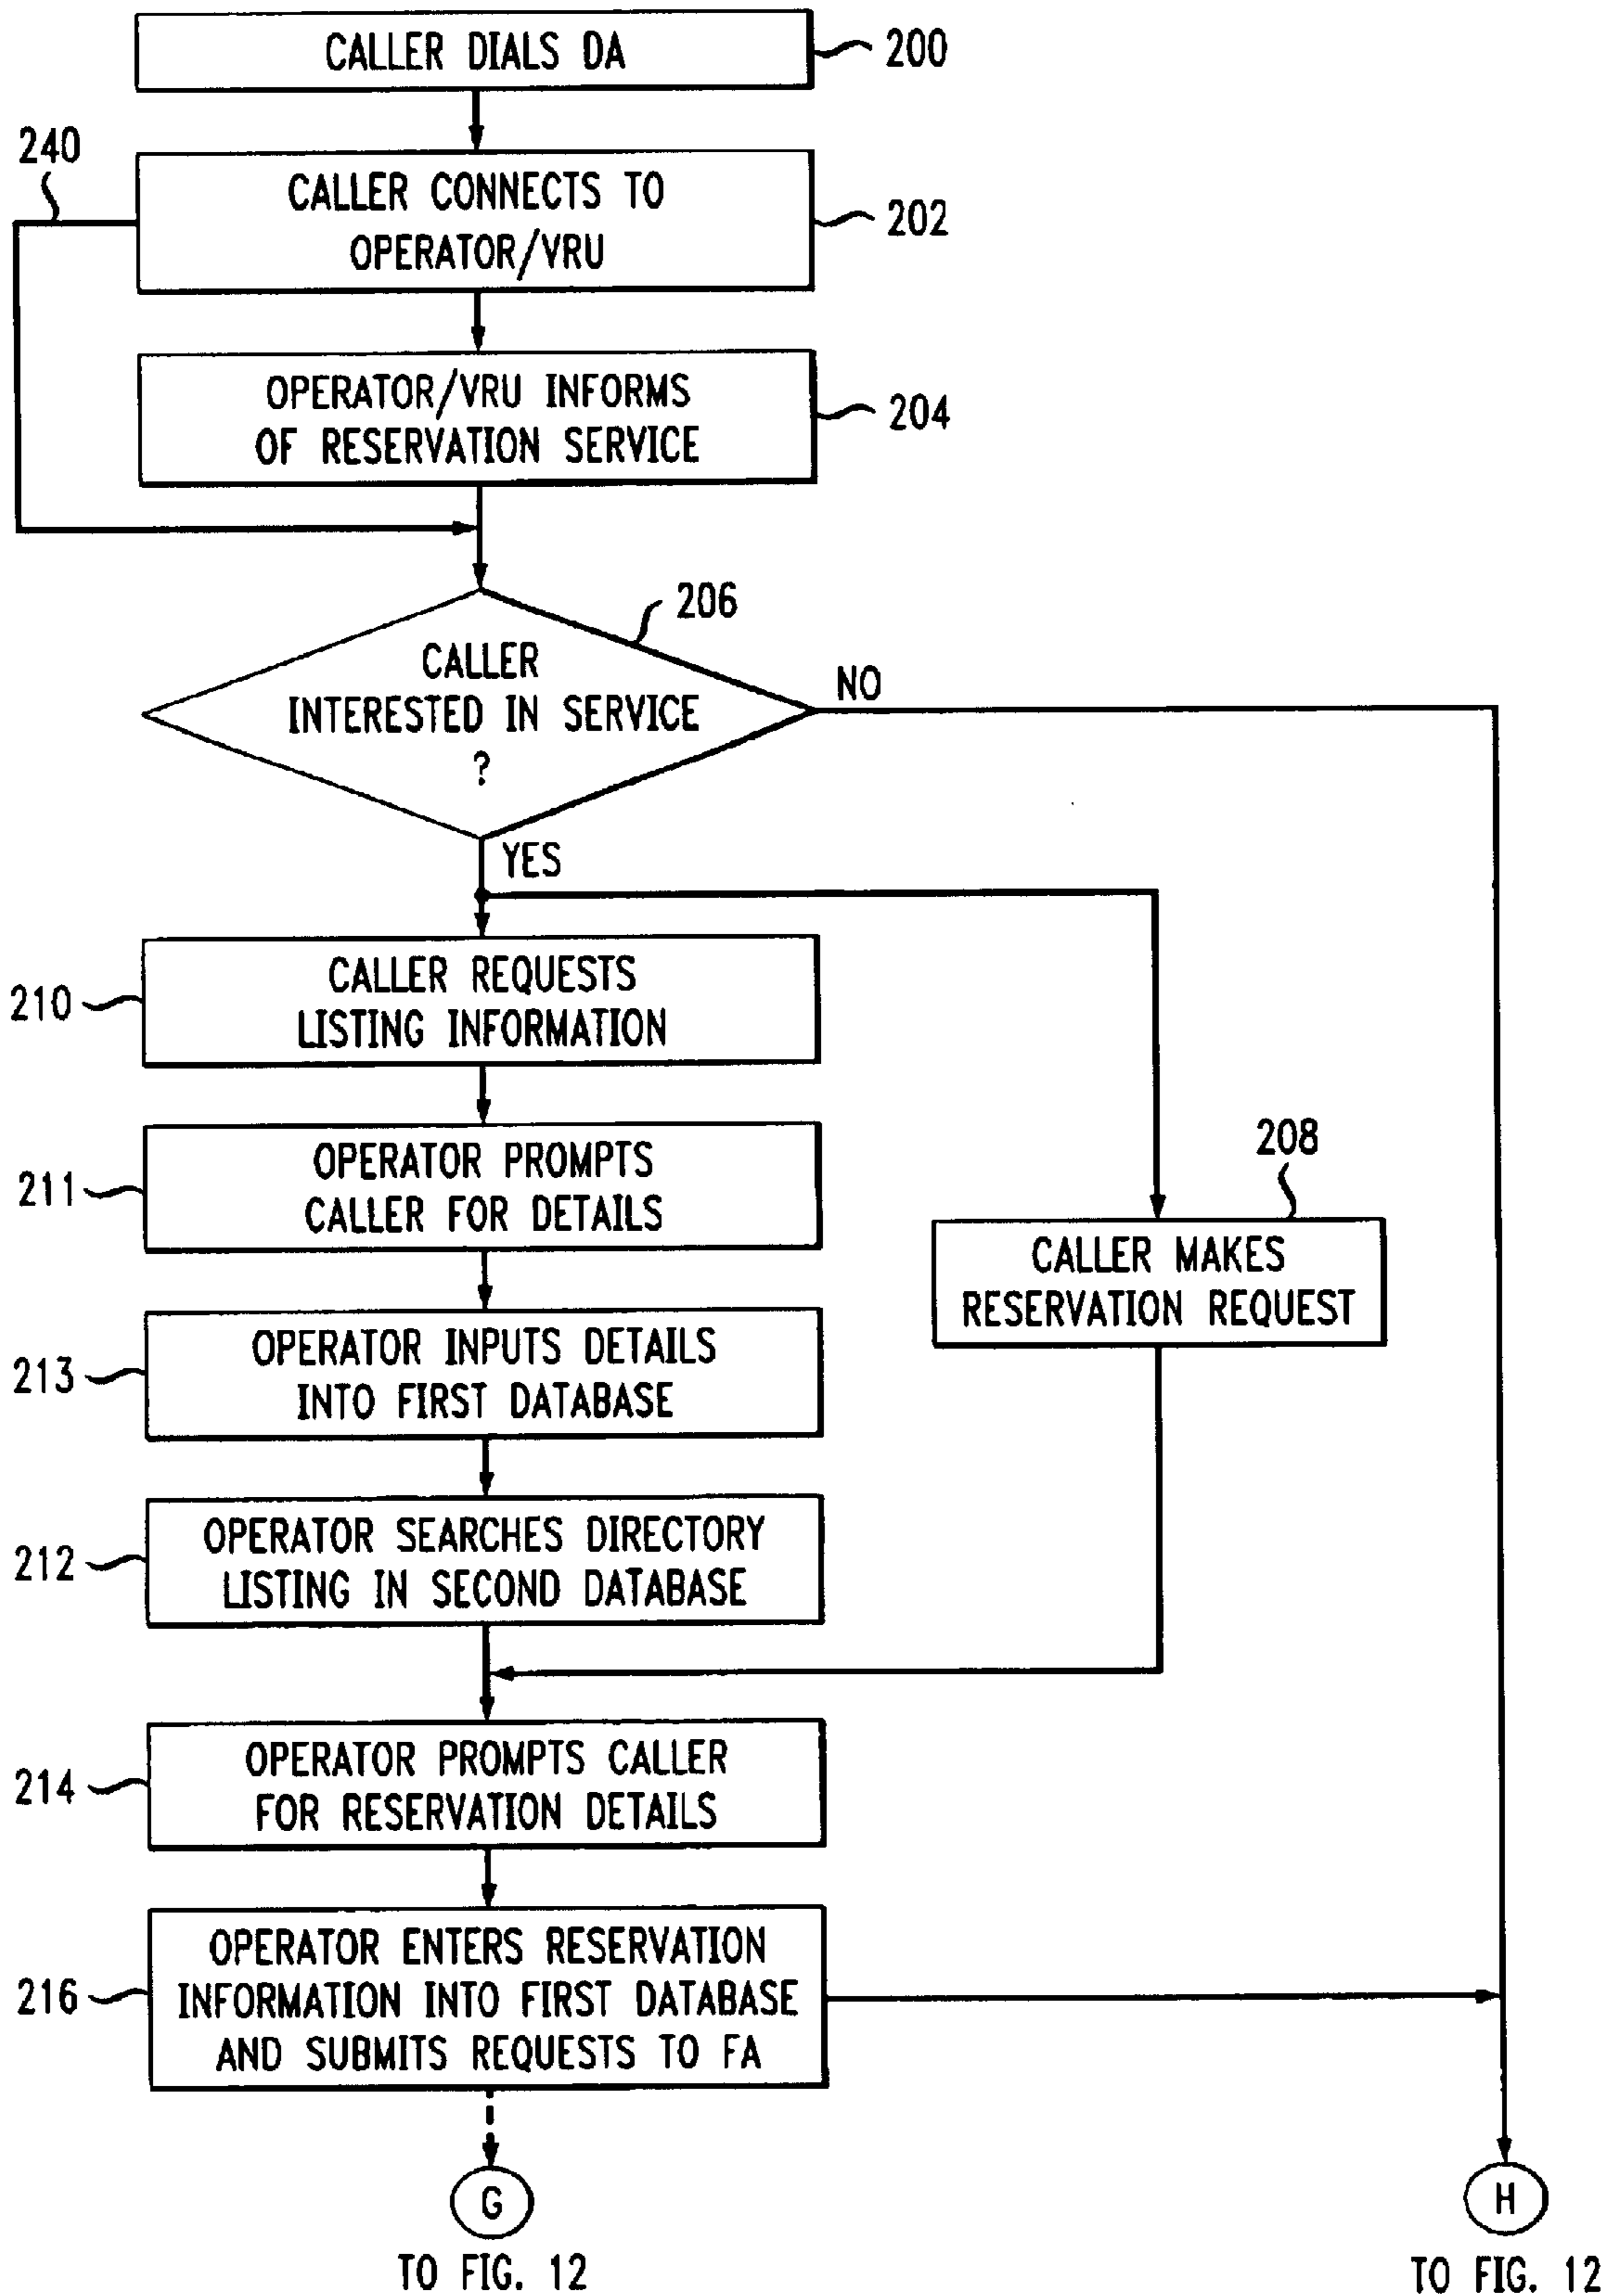 CALLER DIALS DA
200
240
CALLER CONNECTS TO
OPERATOR/VRU
202
OPERATOR/VRU INFORMS
OF RESERVATION SERVICE
204
206
CALLER
INTERESTED IN SERVICE
?
NO
YES
CALLER REQUESTS
LISTING INFORMATION
210
OPERATOR PROMPTS
CALLER FOR DETAILS
211
208
CALLER MAKES
RESERVATION REQUEST
OPERATOR INPUTS DETAILS
INTO FIRST DATABASE
213
OPERATOR SEARCHES DIRECTORY
LISTING IN SECOND DATABASE
212
OPERATOR PROMPTS CALLER
FOR RESERVATION DETAILS
214
OPERATOR ENTERS RESERVATION
INFORMATION INTO FIRST DATABASE
AND SUBMITS REQUESTS TO FA
216
G
TO FIG. 12
H
TO FIG. 12